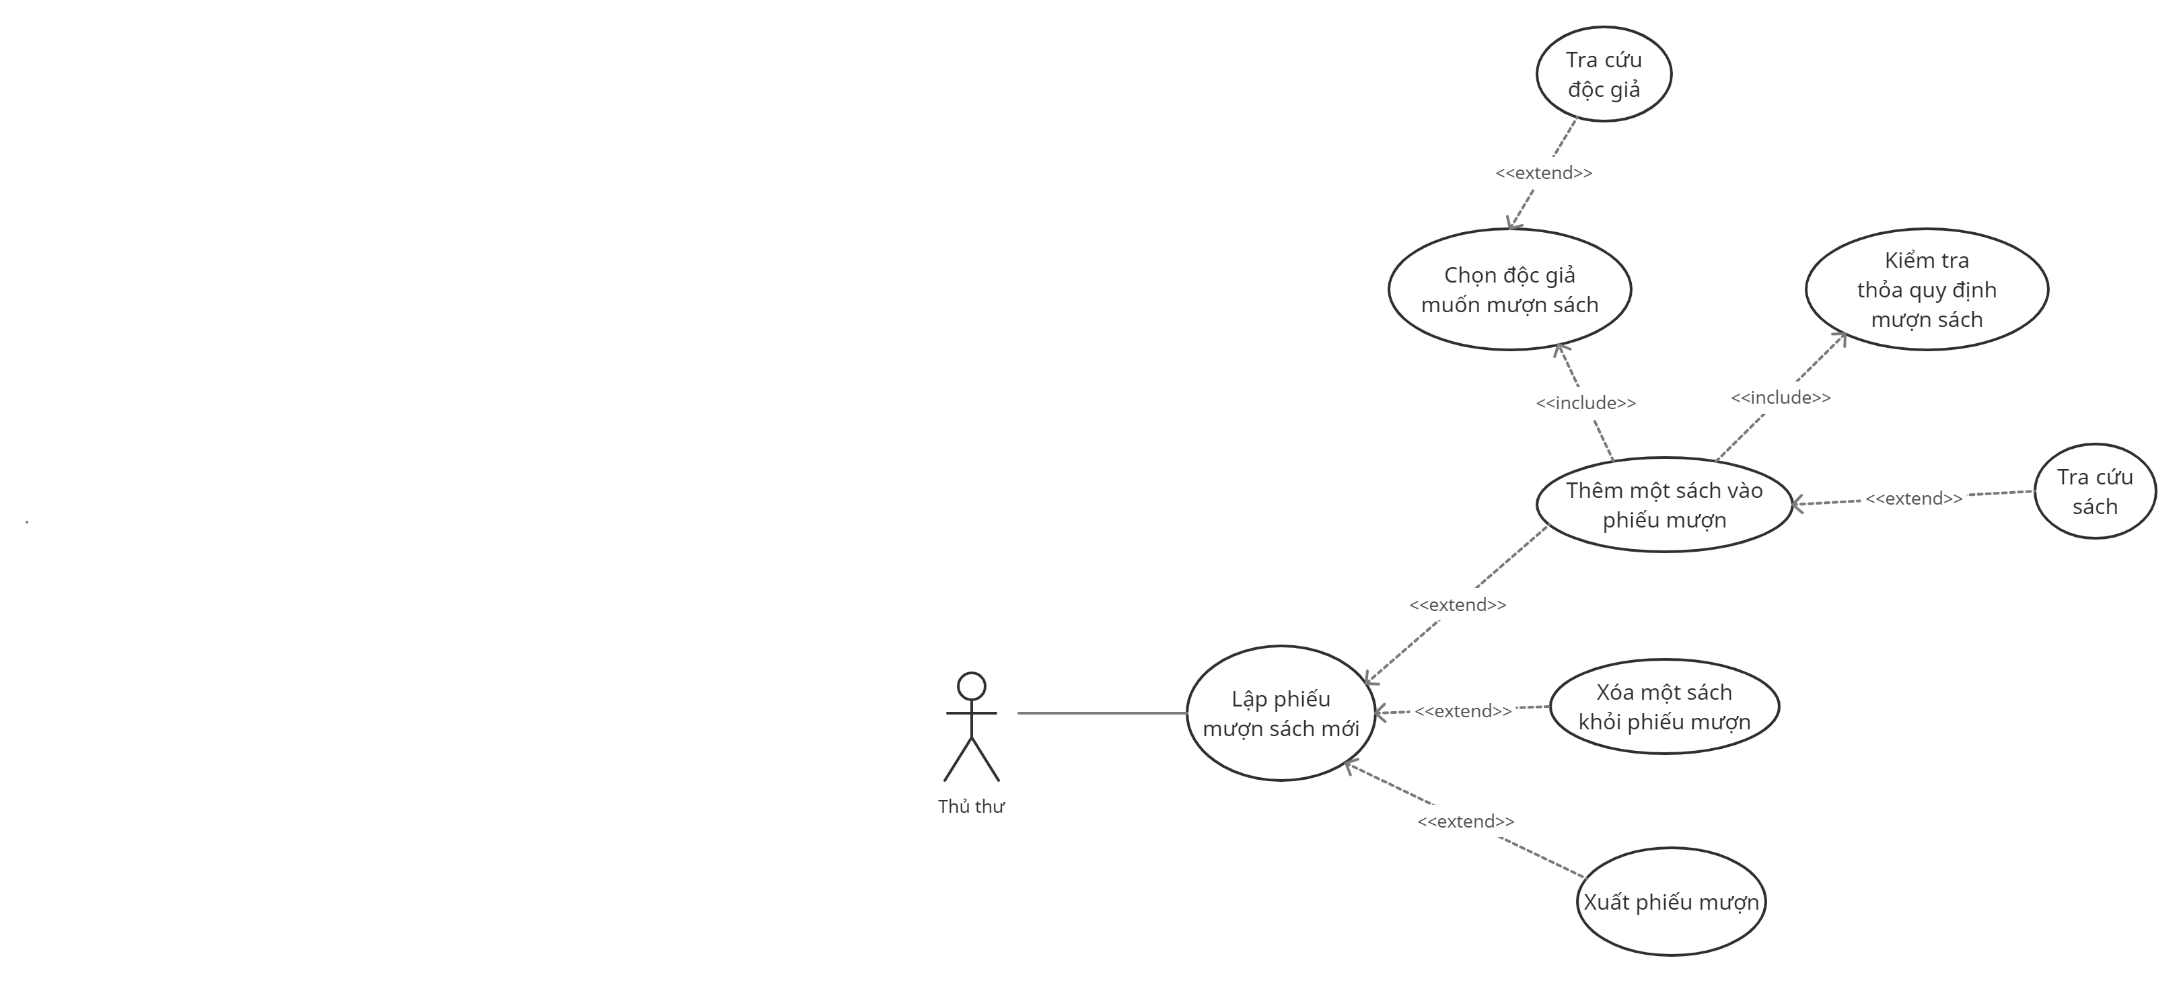 Tra cứu
độc giả
<<extend>>
Chọn độc giả
muốn mượn sách
Kiểm tra
thỏa quy định
mượn sách
<<include>>
<<include>>
Thêm một sách vào
phiếu mượn
<<extend>>
Tra cứu
sách
<<extend>>
Lập phiếu
mượn sách mới
<<extend>>
Xóa một sách
khỏi phiếu mượn
Thủ thư
<<extend>>
Xuất phiếu mượn